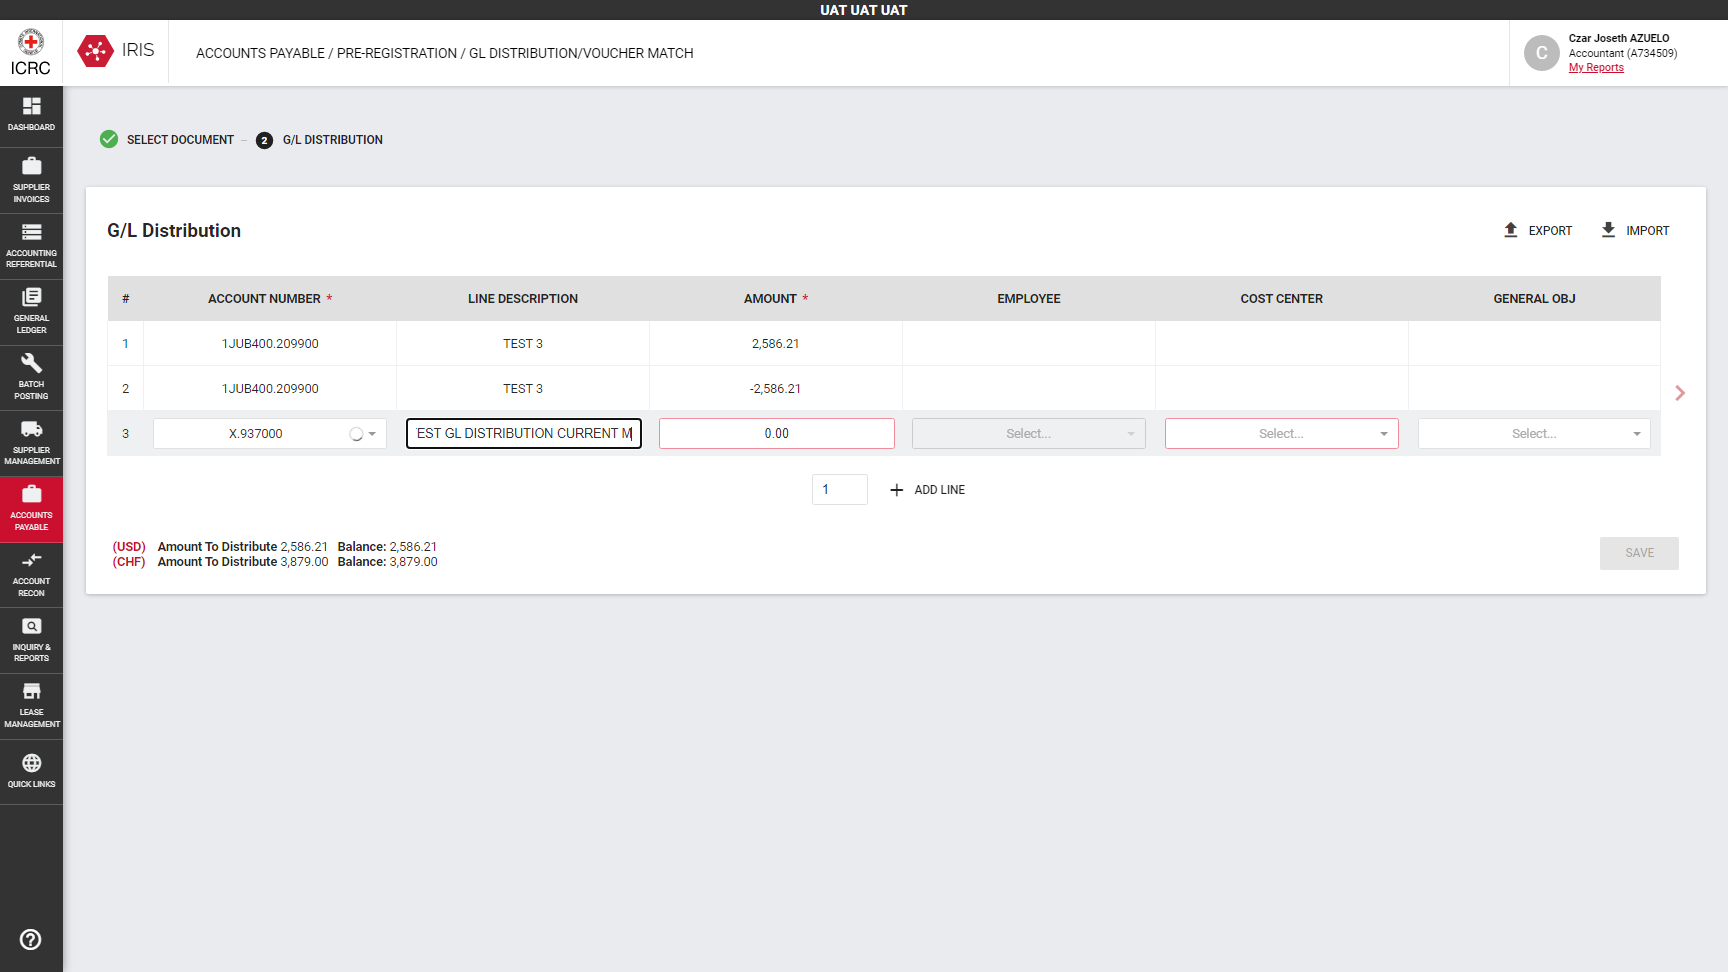 UAT UAT UAT
ICRC
IRIS
ACCOUNTS PAYABLE / PRE-REGISTRATION / GL DISTRIBUTION/VOUCHER MATCH
C
Czar Joseth AZUELO
Accountant (A734509)
My Reports
DASHBOARD
SUPPLIER
INVOICES
ACCOUNTING
REFERENTIAL
GENERAL
LEDGER
BATCH
POSTING
SUPPLIER
MANAGEMENT
ACCOUNTS
PAYABLE
ACCOUNT
RECON
INQUIRY &
REPORTS
LEASE
MANAGEMENT
QUICK LINKS
SELECT DOCUMENT
2 G/L DISTRIBUTION
G/L Distribution
EXPORT
IMPORT
# ACCOUNT NUMBER * LINE DESCRIPTION AMOUNT * EMPLOYEE COST CENTER GENERAL OBJ
1 1JUB400.209900 TEST 3 2,586.21
2 1JUB400.209900 TEST 3 -2,586.21
3 X.937000 EST GL DISTRIBUTION CURRENT M 0.00 Select... Select... Select...
1 + ADD LINE
(USD) Amount To Distribute 2,586.21 Balance: 2,586.21
(CHF) Amount To Distribute 3,879.00 Balance: 3,879.00
SAVE